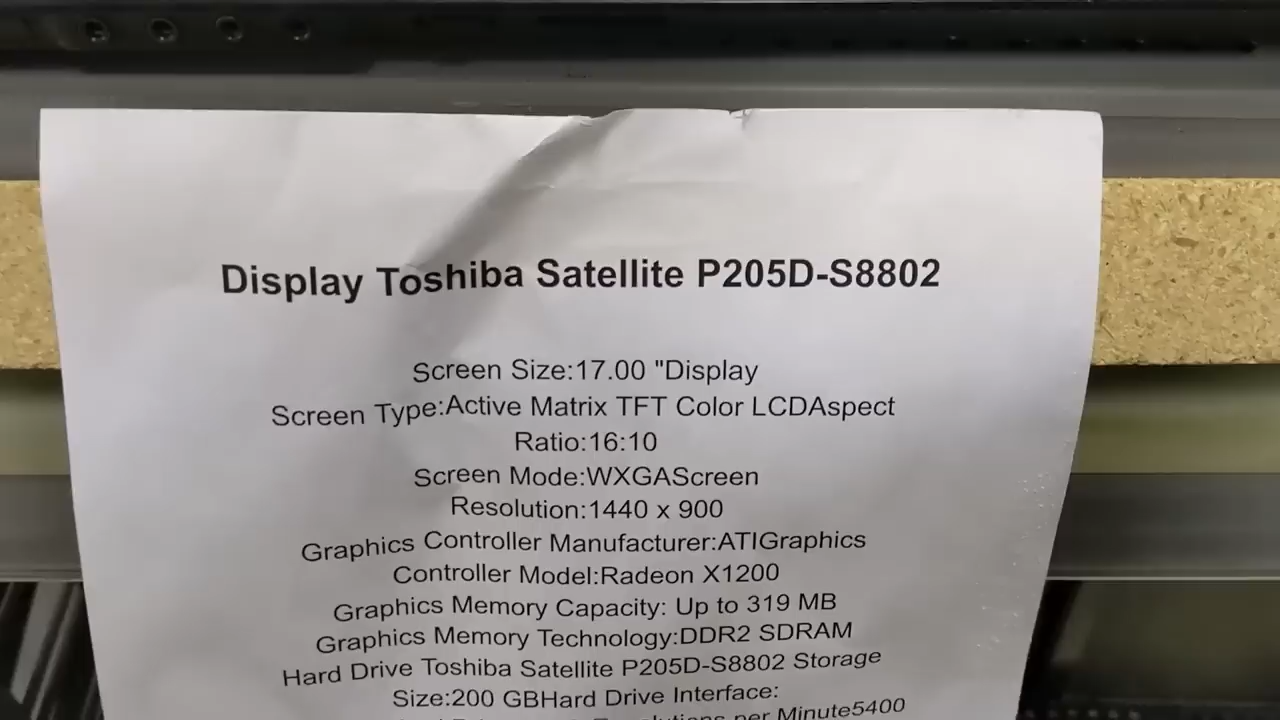 Display Toshiba Satellite P205D-S8802
Screen Size:17.00 "Display
Screen Type:Active Matrix TFT Color LCDAspect
Ratio:16:10
Screen Mode:WXGAScreen
Resolution:1440 x 900
Graphics Controller Manufacturer:ATIGraphics
Controller Model:Radeon X1200
Graphics Memory Capacity: Up to 319 MB
Graphics Memory Technology:DDR2 SDRAM
Hard Drive Toshiba Satellite P205D-S8802 Storage
Size:200 GBHard Drive Interface:
per Minute5400